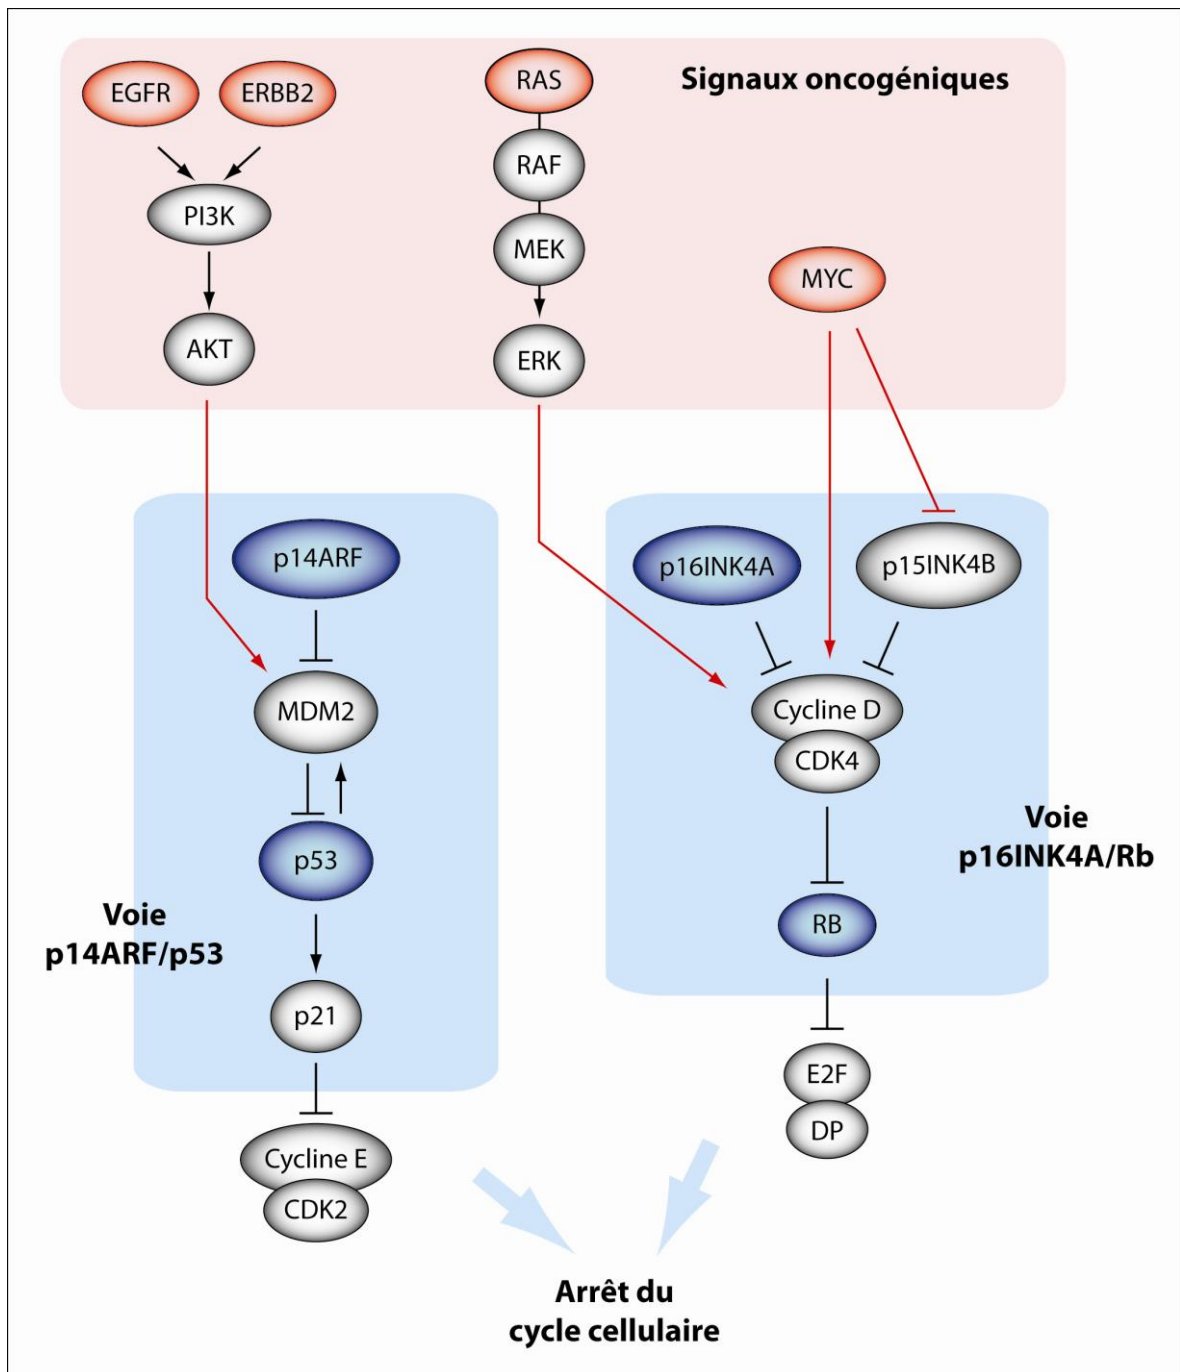 EGFR
ERBB2
RAS
Signaux oncogéniques
RAF
PI3K
MEK
MYC
AKT
ERK
p14ARF
p16INK4A
p15INK4B
MDM2
Cycline D
CDK4
p53
Voie
p16INK4A/Rb
Voie
p14ARF/p53
RB
p21
E2F
DP
Cycline E
CDK2
Arrêt du
cycle cellulaire